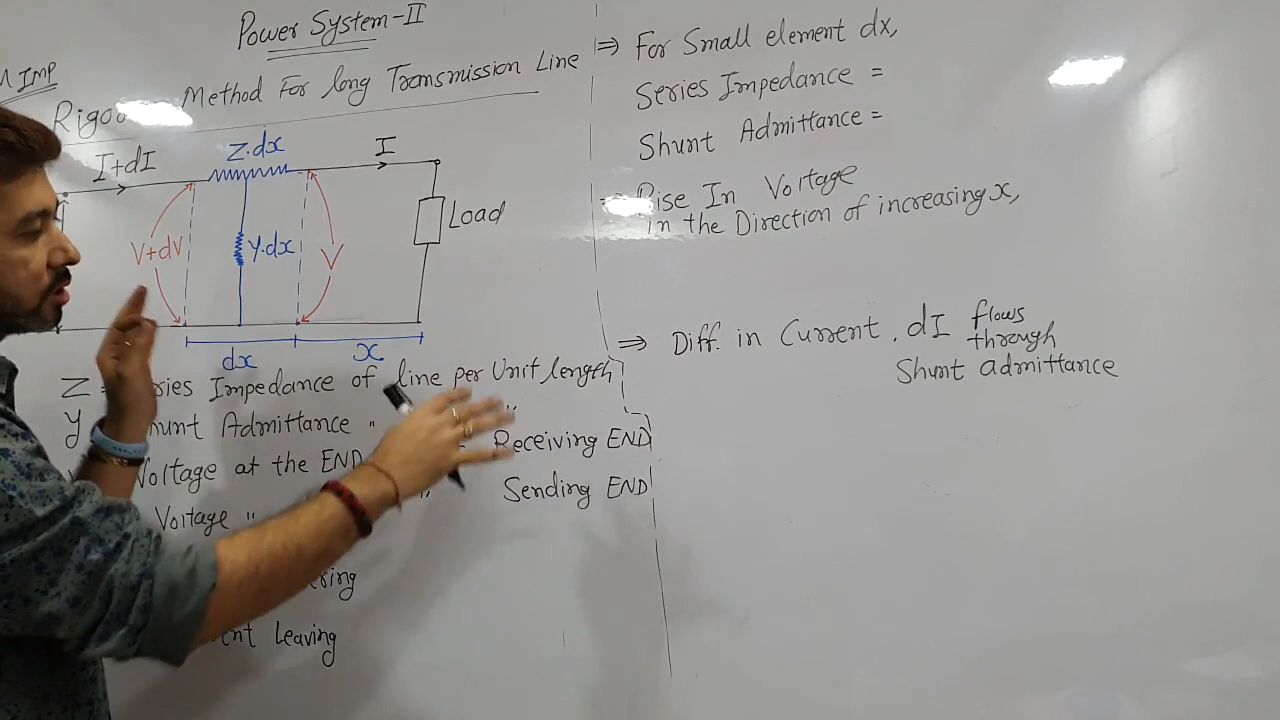 Power System-II
IMP
Method For long Transmission Line
I+dI
Z·dx
I
Load
V+dV
Y·dx
V
dx
x
Z = Impedance of line per Unit length
Y Admittance "
Voltage at the END Receiving END
Voltage " " Sending END
Leaving
⇒ For Small element dx,
Series Impedance =
Shunt Admittance =
Rise In Voltage
in the Direction of increasing x,
⇒ Diff. in Current, dI flows
through
Shunt admittance